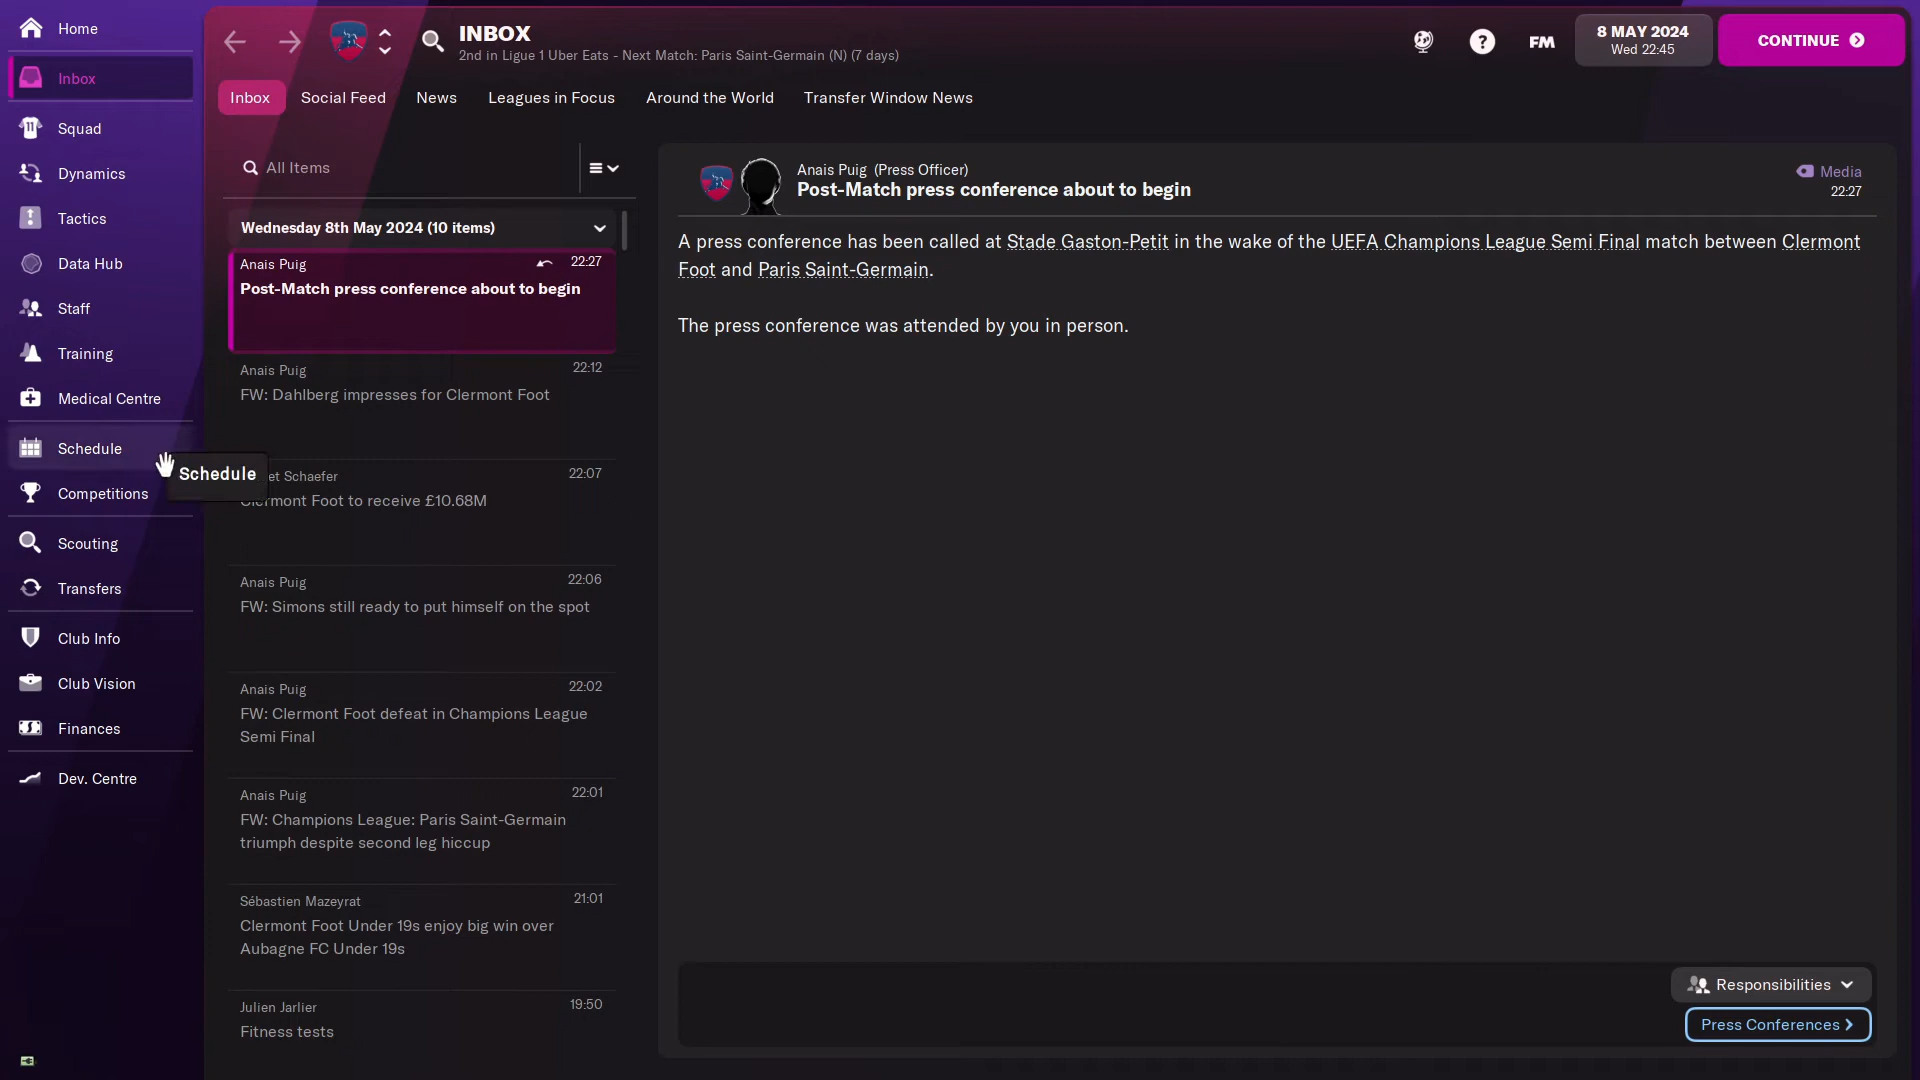 Home
Inbox
Squad
Dynamics
Tactics
Data Hub
Staff
Training
Medical Centre
Schedule
Competitions
Scouting
Transfers
Club Info
Club Vision
Finances
Dev. Centre
INBOX
2nd in Ligue 1 Uber Eats - Next Match: Paris Saint-Germain (N) (7 days)
FM
8 MAY 2024
Wed 22:45
CONTINUE
Inbox Social Feed News Leagues in Focus Around the World Transfer Window News
All Items
Wednesday 8th May 2024 (10 items)
Anais Puig 22:27
Post-Match press conference about to begin
Anais Puig 22:12
FW: Dahlberg impresses for Clermont Foot
Schedule
et Schaefer 22:07
Clermont Foot to receive £10.68M
Anais Puig 22:06
FW: Simons still ready to put himself on the spot
Anais Puig 22:02
FW: Clermont Foot defeat in Champions League
Semi Final
Anais Puig 22:01
FW: Champions League: Paris Saint-Germain
triumph despite second leg hiccup
Sébastien Mazeyrat 21:01
Clermont Foot Under 19s enjoy big win over
Aubagne FC Under 19s
Julien Jarlier 19:50
Fitness tests
Anais Puig (Press Officer)
Post-Match press conference about to begin
Media
22:27
A press conference has been called at Stade Gaston-Petit in the wake of the UEFA Champions League Semi Final match between Clermont
Foot and Paris Saint-Germain.
The press conference was attended by you in person.
Responsibilities
Press Conferences